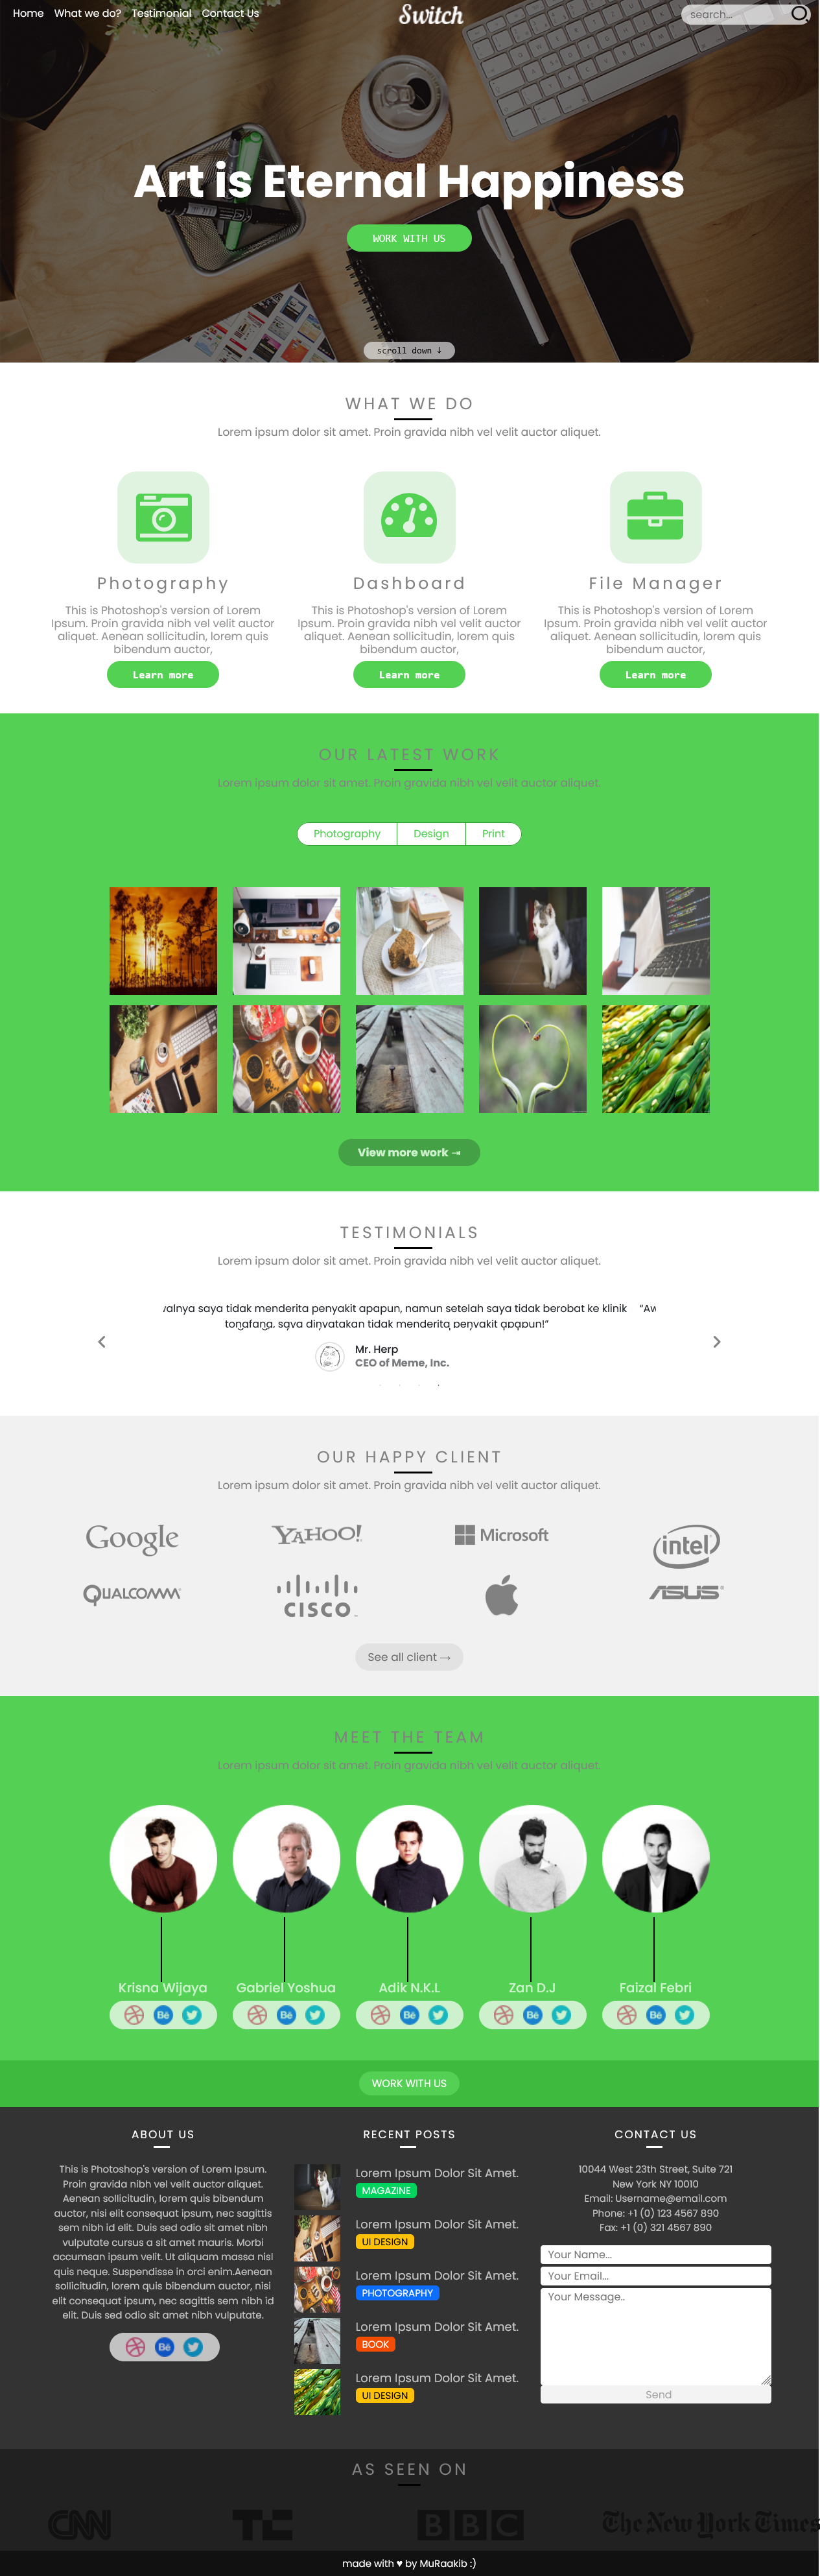 Home What we do? Testimonial Contact Us
Switch
search...
Art is Eternal Happiness
WORK WITH US
scroll down ↓
WHAT WE DO
Lorem ipsum dolor sit amet. Proin gravida nibh vel velit auctor aliquet.
Photography
This is Photoshop's version of Lorem
Ipsum. Proin gravida nibh vel velit auctor
aliquet. Aenean sollicitudin, lorem quis
bibendum auctor,
Learn more
Dashboard
This is Photoshop's version of Lorem
Ipsum. Proin gravida nibh vel velit auctor
aliquet. Aenean sollicitudin, lorem quis
bibendum auctor,
Learn more
File Manager
This is Photoshop's version of Lorem
Ipsum. Proin gravida nibh vel velit auctor
aliquet. Aenean sollicitudin, lorem quis
bibendum auctor,
Learn more
OUR LATEST WORK
Lorem ipsum dolor sit amet. Proin gravida nibh vel velit auctor aliquet.
Photography Design Print
View more work ⇥
TESTIMONIALS
Lorem ipsum dolor sit amet. Proin gravida nibh vel velit auctor aliquet.
saya tidak menderita penyakit apapun, namun setelah saya tidak berobat ke klinik
tongfang, saya dinyatakan tidak menderita penyakit apapun!”
Mr. Herp
CEO of Meme, Inc.
OUR HAPPY CLIENT
Lorem ipsum dolor sit amet. Proin gravida nibh vel velit auctor aliquet.
Google YAHOO! Microsoft intel
QUALCOMM CISCO ASUS
See all client →
MEET THE TEAM
Lorem ipsum dolor sit amet. Proin gravida nibh vel velit auctor aliquet.
Krisna Wijaya Gabriel Yoshua Adik N.K.L Zan D.J Faizal Febri
Bē Bē Bē Bē Bē
WORK WITH US
ABOUT US
This is Photoshop's version of Lorem Ipsum.
Proin gravida nibh vel velit auctor aliquet.
Aenean sollicitudin, lorem quis bibendum
auctor, nisi elit consequat ipsum, nec sagittis
sem nibh id elit. Duis sed odio sit amet nibh
vulputate cursus a sit amet mauris. Morbi
accumsan ipsum velit. Ut aliquam massa nisl
quis neque. Suspendisse in orci enim.Aenean
sollicitudin, lorem quis bibendum auctor, nisi
elit consequat ipsum, nec sagittis sem nibh id
elit. Duis sed odio sit amet nibh vulputate.
Bē
RECENT POSTS
Lorem Ipsum Dolor Sit Amet.
MAGAZINE
Lorem Ipsum Dolor Sit Amet.
UI DESIGN
Lorem Ipsum Dolor Sit Amet.
PHOTOGRAPHY
Lorem Ipsum Dolor Sit Amet.
BOOK
Lorem Ipsum Dolor Sit Amet.
UI DESIGN
CONTACT US
10044 West 23th Street, Suite 721
New York NY 10010
Email: Username@email.com
Phone: +1 (0) 123 4567 890
Fax: +1 (0) 321 4567 890
Your Name...
Your Email...
Your Message..
Send
AS SEEN ON
CNN TC BBC The New York Times
made with ♥ by MuRaakib :)